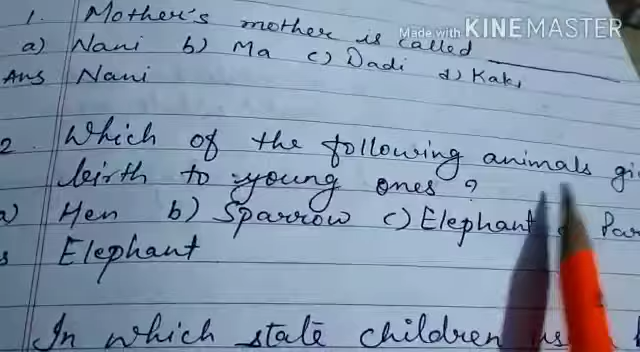 Made with KINEMASTER
1. Mother's mother is called
a) Nani b) Ma c) Dadi d) Kaki
Ans Nani
2. Which of the following animals
birth to young ones ?
a) Hen b) Sparrow c) Elephant
Elephant
In which state children